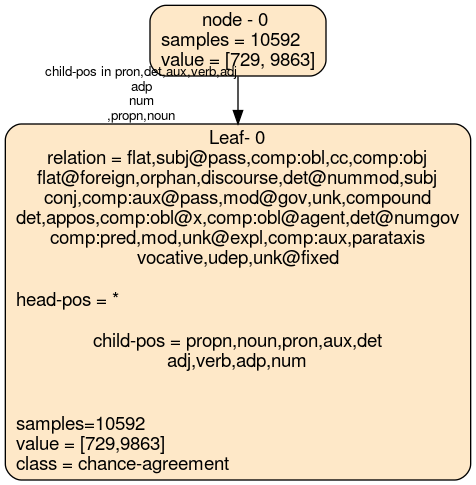 node - 0
samples = 10592
value = [729, 9863]
child-pos in pron,det,aux,verb,adj
adp
num
,propn,noun
Leaf- 0
relation = flat,subj@pass,comp:obl,cc,comp:obj
flat@foreign,orphan,discourse,det@nummod,subj
conj,comp:aux@pass,mod@gov,unk,compound
det,appos,comp:obl@x,comp:obl@agent,det@numgov
comp:pred,mod,unk@expl,comp:aux,parataxis
vocative,udep,unk@fixed
head-pos = *
child-pos = propn,noun,pron,aux,det
adj,verb,adp,num
samples=10592
value = [729,9863]
class = chance-agreement